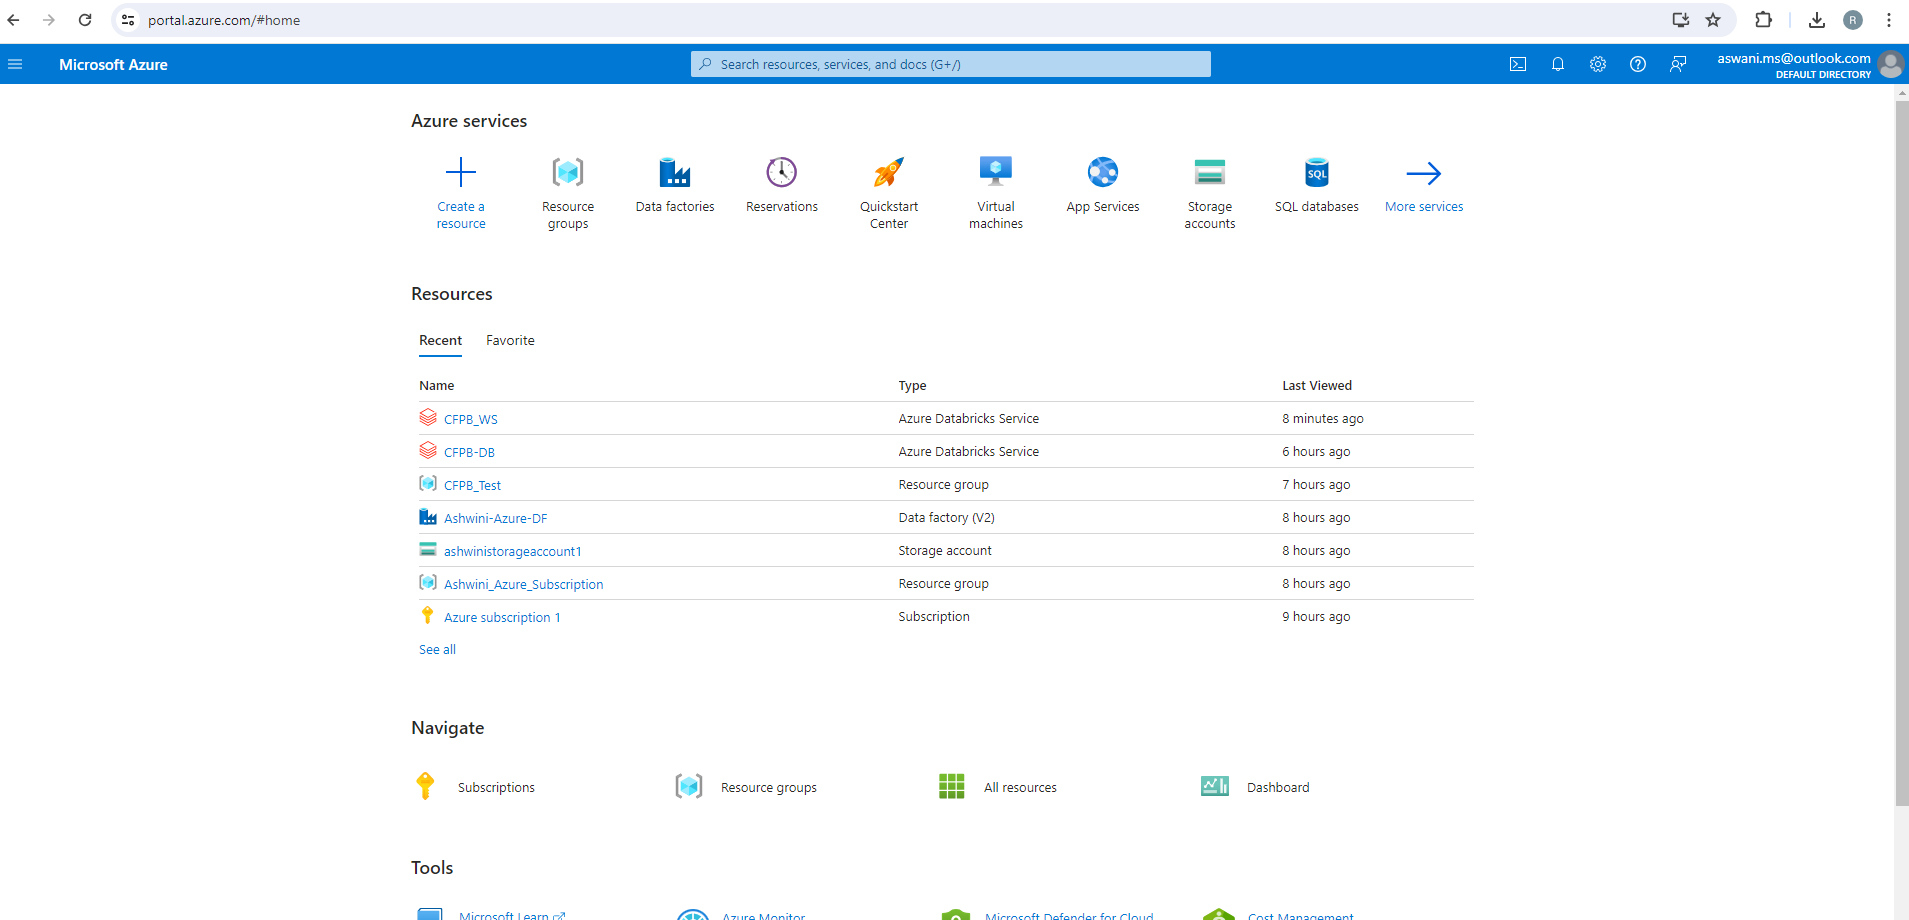 portal.azure.com/#home
R
Microsoft Azure
Search resources, services, and docs (G+/)
aswani.ms@outlook.com
DEFAULT DIRECTORY
Azure services
Create a resource
Resource groups
Data factories
Reservations
Quickstart Center
Virtual machines
App Services
Storage accounts
SQL
SQL databases
More services
Resources
Recent Favorite
Name Type Last Viewed
CFPB_WS Azure Databricks Service 8 minutes ago
CFPB-DB Azure Databricks Service 6 hours ago
CFPB_Test Resource group 7 hours ago
Ashwini-Azure-DF Data factory (V2) 8 hours ago
ashwinistorageaccount1 Storage account 8 hours ago
Ashwini_Azure_Subscription Resource group 8 hours ago
Azure subscription 1 Subscription 9 hours ago
See all
Navigate
Subscriptions Resource groups All resources Dashboard
Tools
Microsoft Learn Azure Monitor Microsoft Defender for Cloud Cost Management